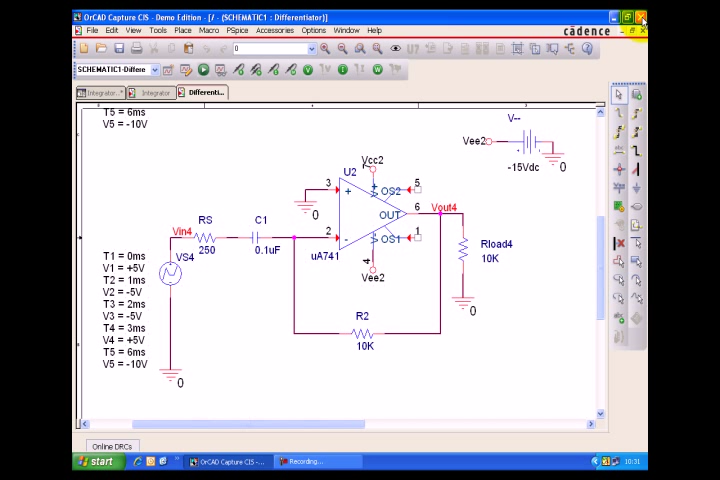 OrCAD Capture CIS - Demo Edition - [/ - (SCHEMATIC1 : Differentiator)]
File Edit View Tools Place Macro PSpice Accessories Options Window Help
cādence
0
U?
SCHEMATIC1-Differe
V I W
Integrator...* Integrator Differenti...
T5 = 6ms
V5 = -10V
V--
Vee2
-15Vdc 0
Vcc2
U2
3 + OS2 5
0
V+
OUT 6 Vout4
RS C1
Vin4 2 - OS1 1
250 0.1uF
V-
uA741
4
Vee2
Rload4
10K
0
VS4
T1 = 0ms
V1 = +5V
T2 = 1ms
V2 = -5V
T3 = 2ms
V3 = -5V
T4 = 3ms
V4 = +5V
T5 = 6ms
V5 = -10V
R2
10K
0
Online DRCs
start OrCAD Capture CIS -... Recording... 10:31